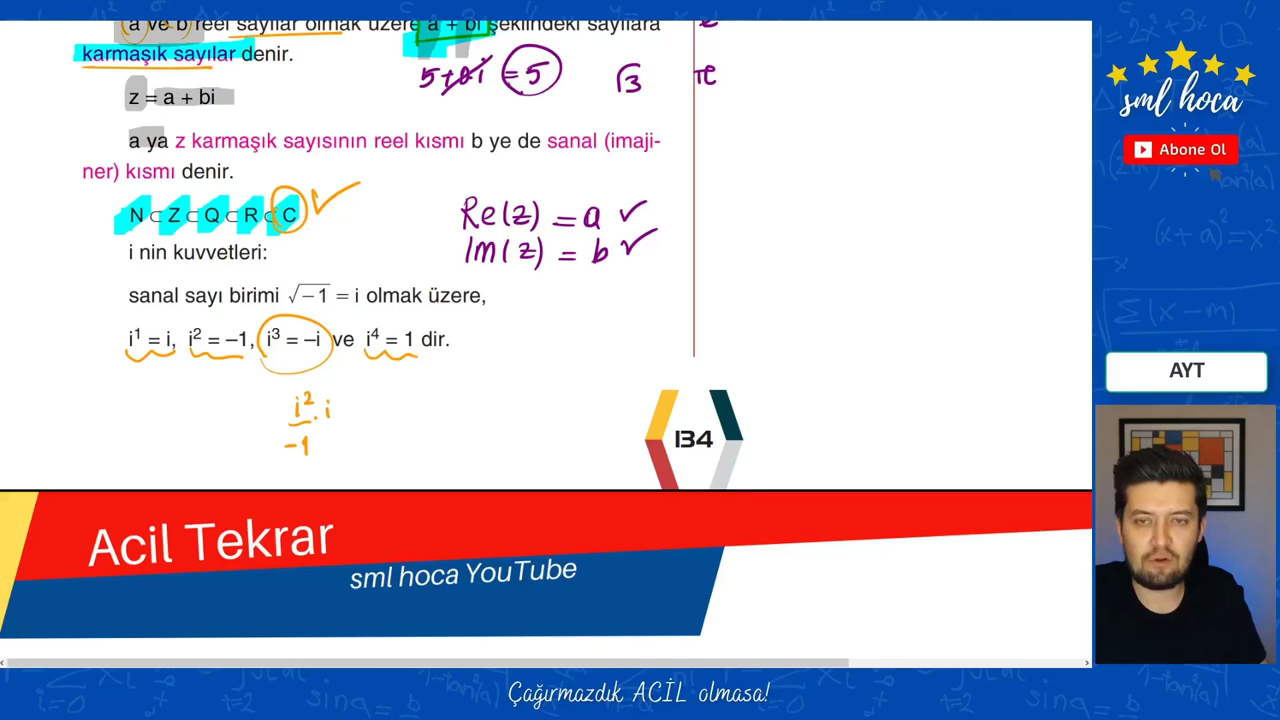 a ve b reel sayılar olmak üzere a + bi şeklindeki sayılara
karmaşık sayılar denir.
5+0i = 5 √3 π
z = a + bi
a ya z karmaşık sayısının reel kısmı b ye de sanal (imaji-
ner) kısmı denir.
N ⊂ Z ⊂ Q ⊂ R ⊂ C
Re(z) = a ✓
Im(z) = b ✓
i nin kuvvetleri:
sanal sayı birimi √−1 = i olmak üzere,
i¹ = i, i² = –1, i³ = –i ve i⁴ = 1 dir.
i² . i
-1
134
Acil Tekrar
sml hoca YouTube
sml hoca
Abone Ol
AYT
Çağırmazdık ACİL olmasa!